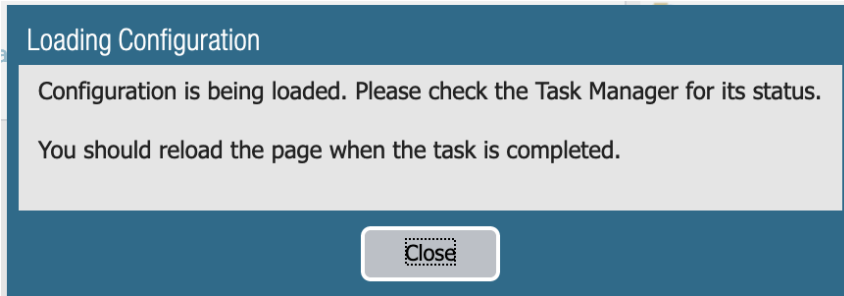 Loading Configuration
Configuration is being loaded. Please check the Task Manager for its status.
You should reload the page when the task is completed.
Close